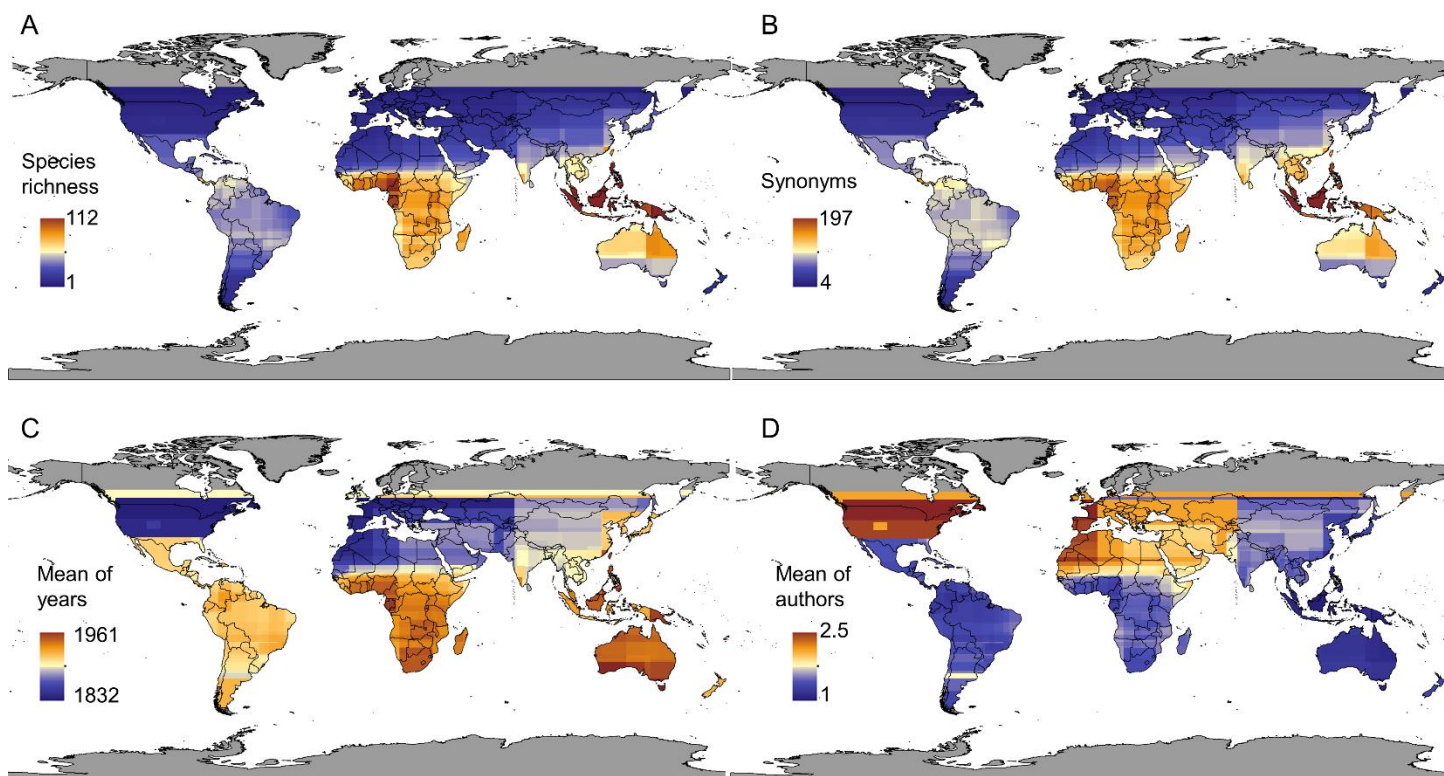 A
B
Species
richness
112
1
Synonyms
197
4
C
D
Mean of
years
1961
1832
Mean of
authors
2.5
1